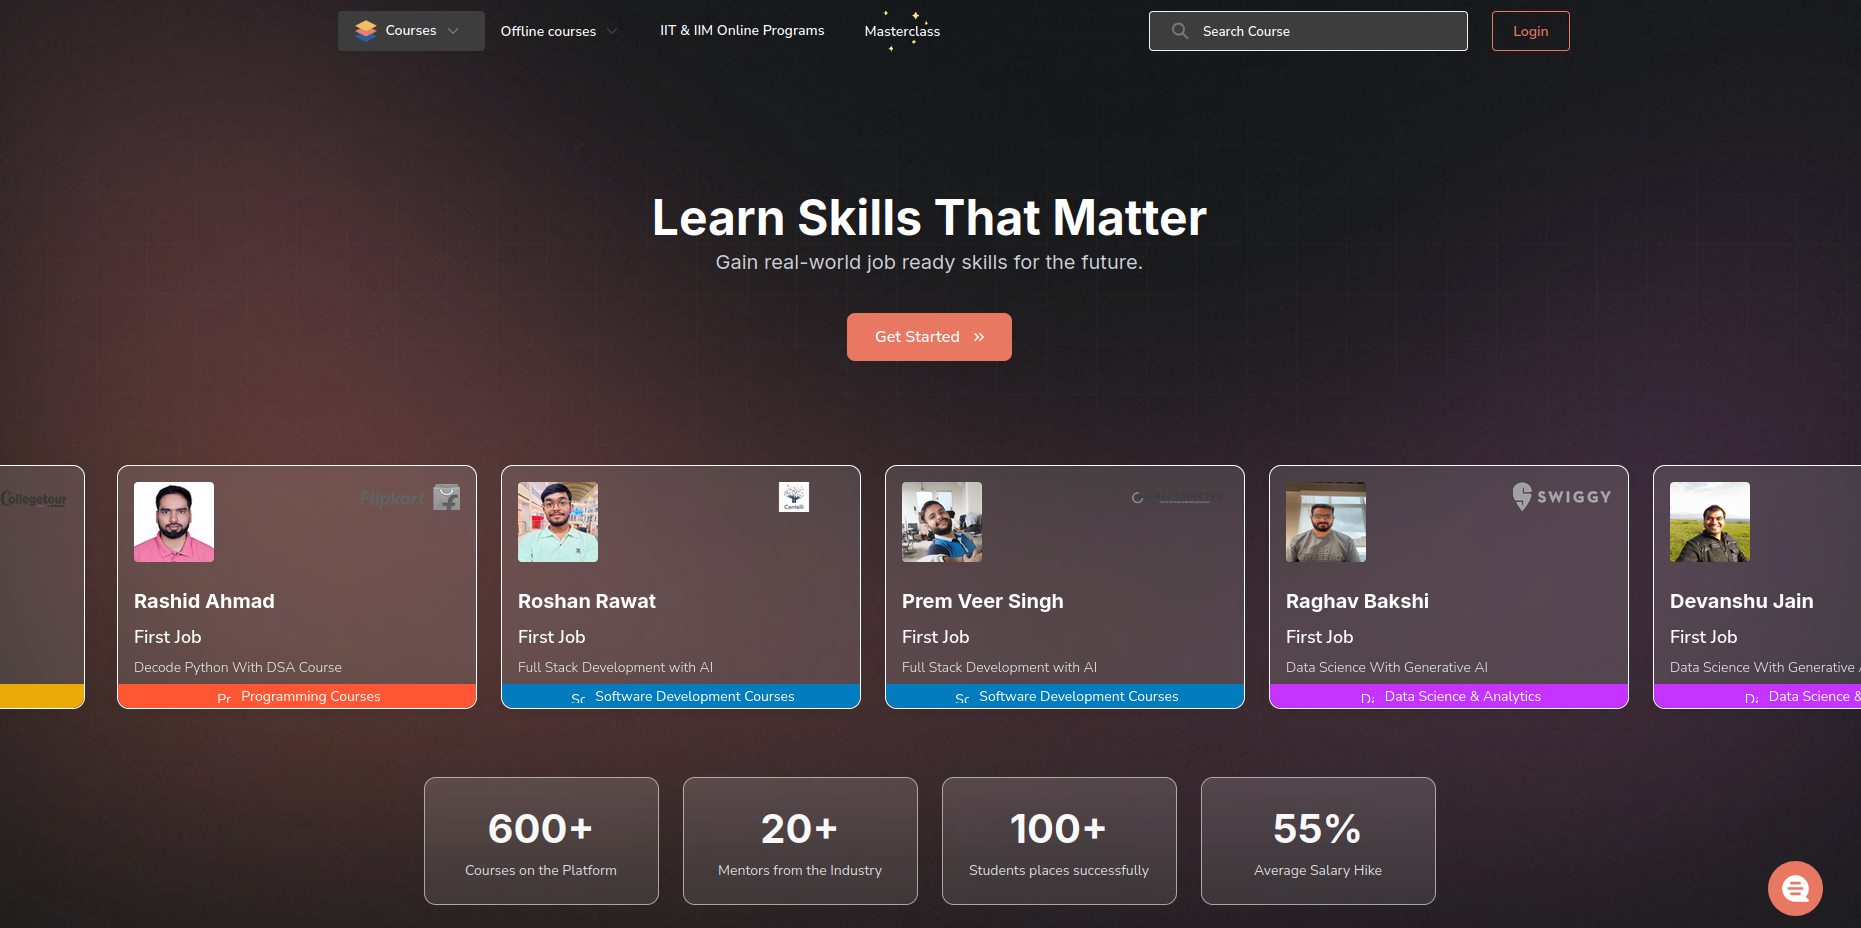 Courses
Offline courses
IIT & IIM Online Programs
Masterclass
Search Course
Login
Learn Skills That Matter
Gain real-world job ready skills for the future.
Get Started »
Collegetour
Flipkart
Rashid Ahmad
First Job
Decode Python With DSA Course
Pr Programming Courses
Centelli
Roshan Rawat
First Job
Full Stack Development with AI
Sc Software Development Courses
Prem Veer Singh
First Job
Full Stack Development with AI
Sc Software Development Courses
SWIGGY
Raghav Bakshi
First Job
Data Science With Generative AI
Data Science & Analytics
Devanshu Jain
First Job
Data Science With Generative
Data Science &
600+
Courses on the Platform
20+
Mentors from the Industry
100+
Students places successfully
55%
Average Salary Hike